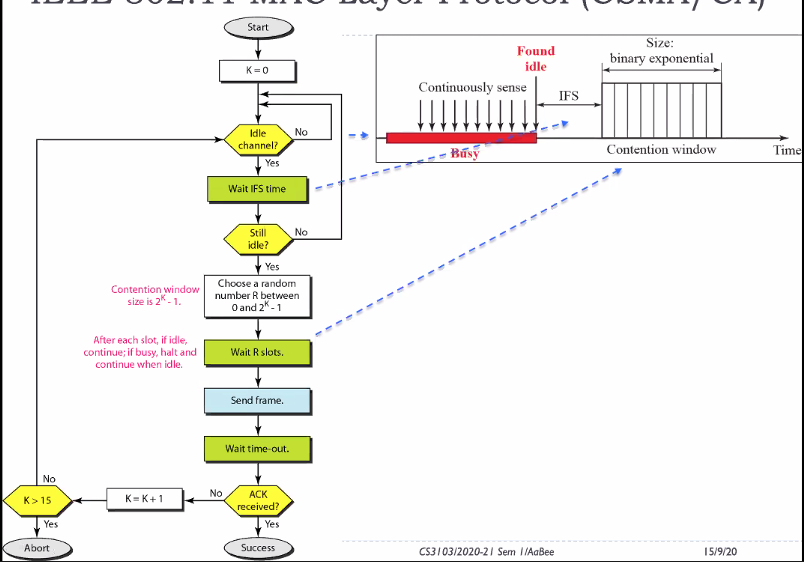 IEEE 802.11 MAC Layer Protocol (CSMA/CA)
Start
K = 0
Idle
channel?
No
Yes
Wait IFS time
Still
idle?
No
Yes
Contention window
size is 2^K - 1.
Choose a random
number R between
0 and 2^K - 1
After each slot, if idle,
continue; if busy, halt and
continue when idle.
Wait R slots.
Send frame.
Wait time-out.
ACK
received?
No
Yes
K = K + 1
K > 15
No
Yes
Abort
Success
Found
idle
Size:
binary exponential
Continuously sense
IFS
Busy
Contention window
Time
CS3103/2020-21 Sem 1/AaBee
15/9/20